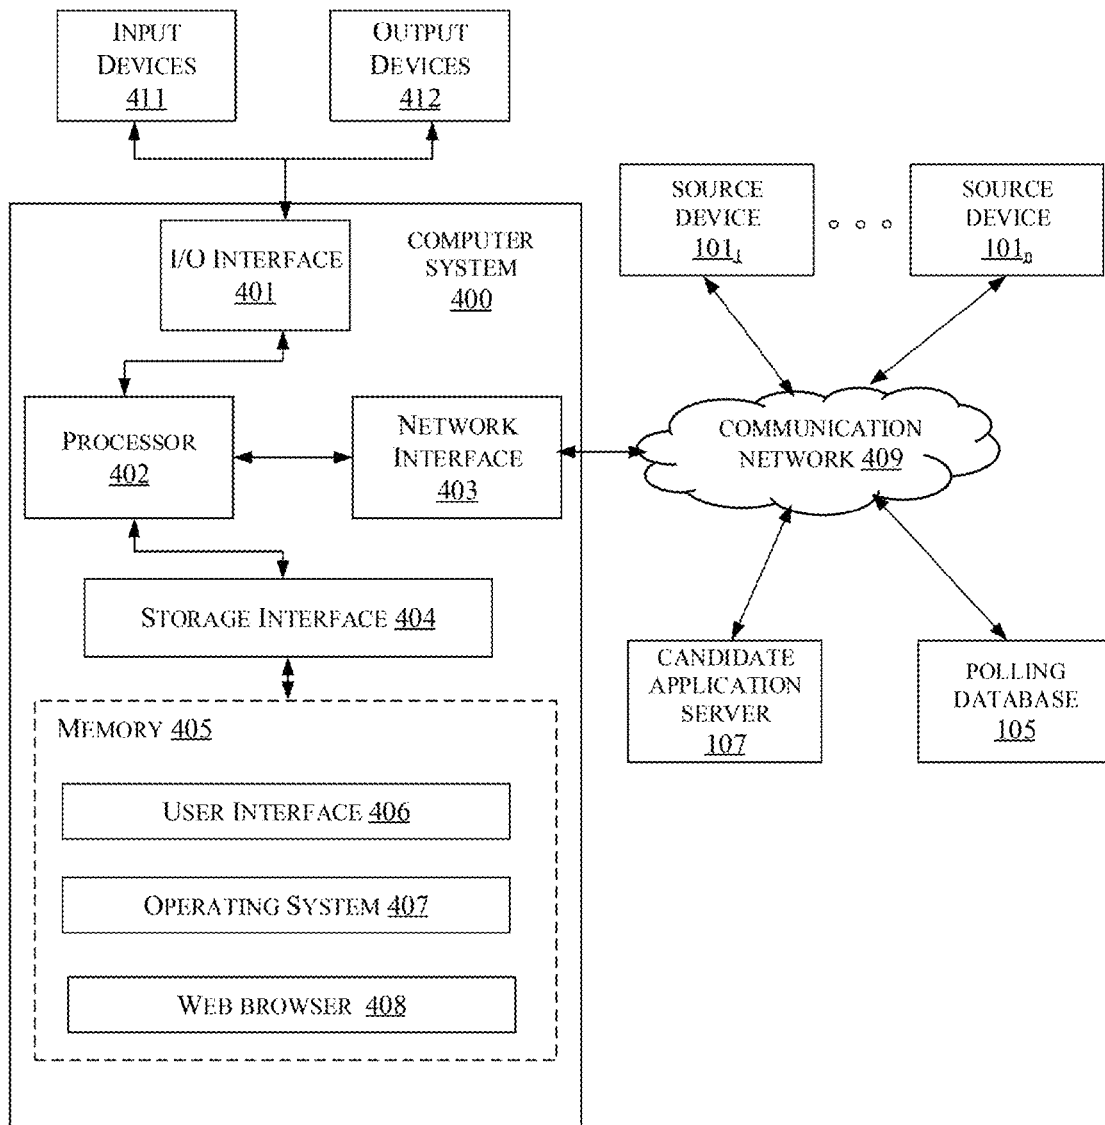 INPUT
DEVICES
411
OUTPUT
DEVICES
412
SOURCE
DEVICE
101₁
SOURCE
DEVICE
101ₙ
I/O INTERFACE
401
COMPUTER
SYSTEM
400
PROCESSOR
402
NETWORK
INTERFACE
403
COMMUNICATION
NETWORK 409
STORAGE INTERFACE 404
CANDIDATE
APPLICATION
SERVER
107
POLLING
DATABASE
105
MEMORY 405
USER INTERFACE 406
OPERATING SYSTEM 407
WEB BROWSER 408